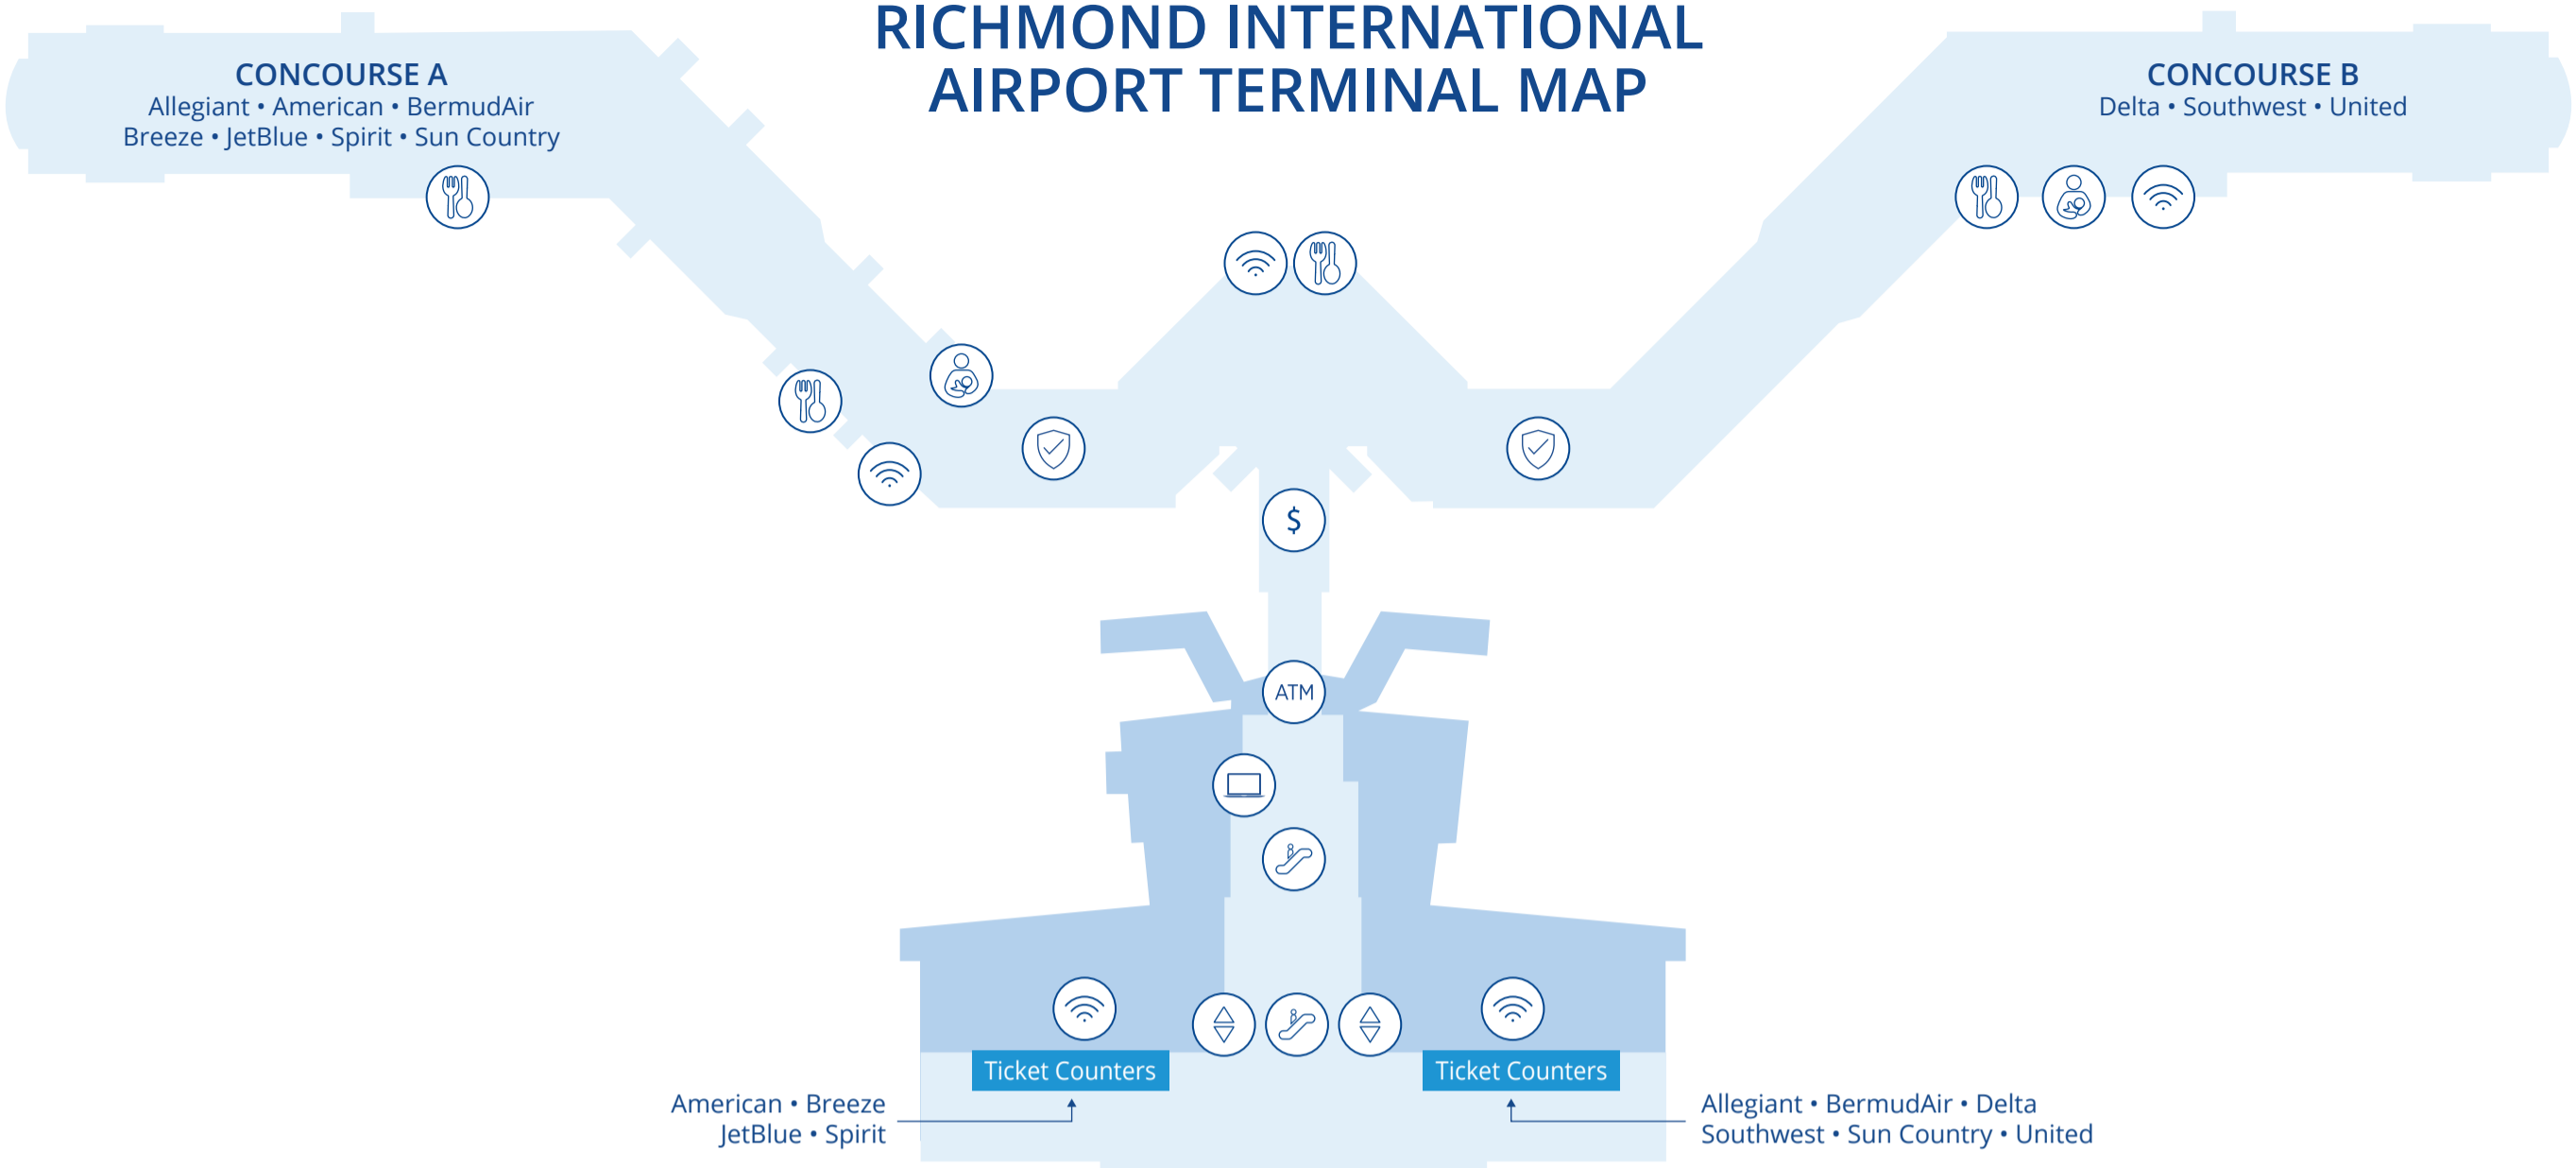 RICHMOND INTERNATIONAL
AIRPORT TERMINAL MAP
CONCOURSE A
Allegiant • American • BermudAir
Breeze • JetBlue • Spirit • Sun Country
CONCOURSE B
Delta • Southwest • United
$
ATM
Ticket Counters
Ticket Counters
American • Breeze
JetBlue • Spirit
Allegiant • BermudAir • Delta
Southwest • Sun Country • United